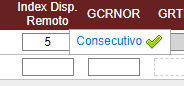 Index Disp. Remoto
GCRNOR
GRT
5
Consecutivo